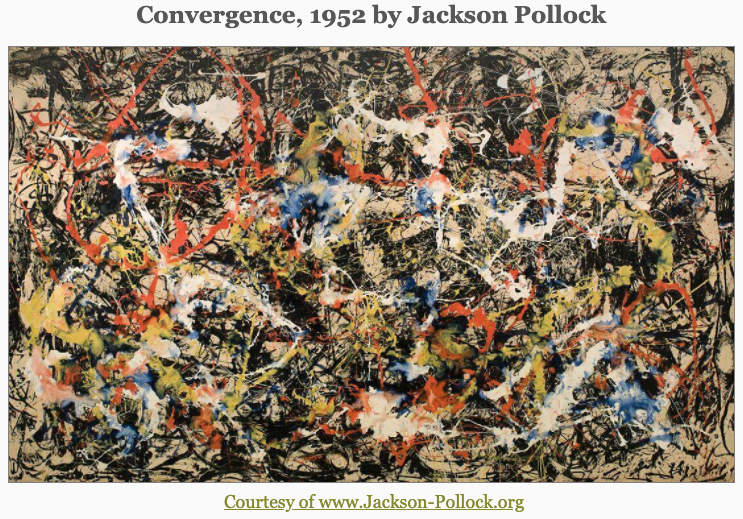 Convergence, 1952 by Jackson Pollock
Courtesy of www.Jackson-Pollock.org